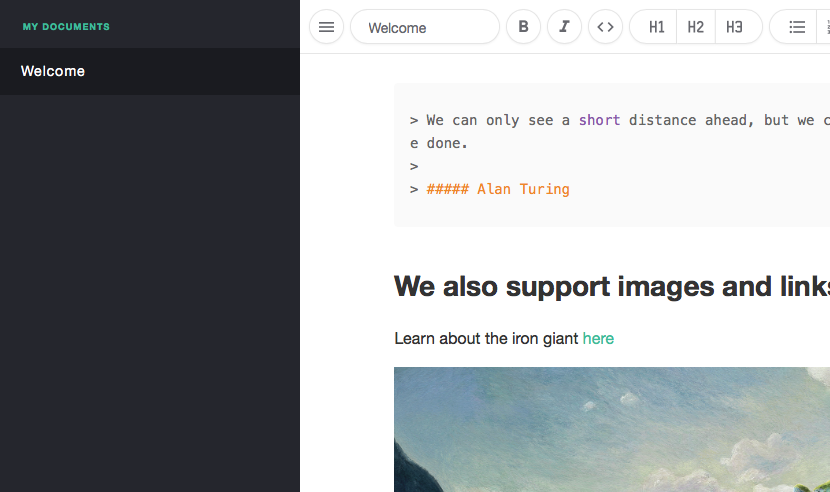 MY DOCUMENTS
Welcome
Welcome
B I <> H1 H2 H3
> We can only see a short distance ahead, but we
e done.
>
> ##### Alan Turing
We also support images and links
Learn about the iron giant here